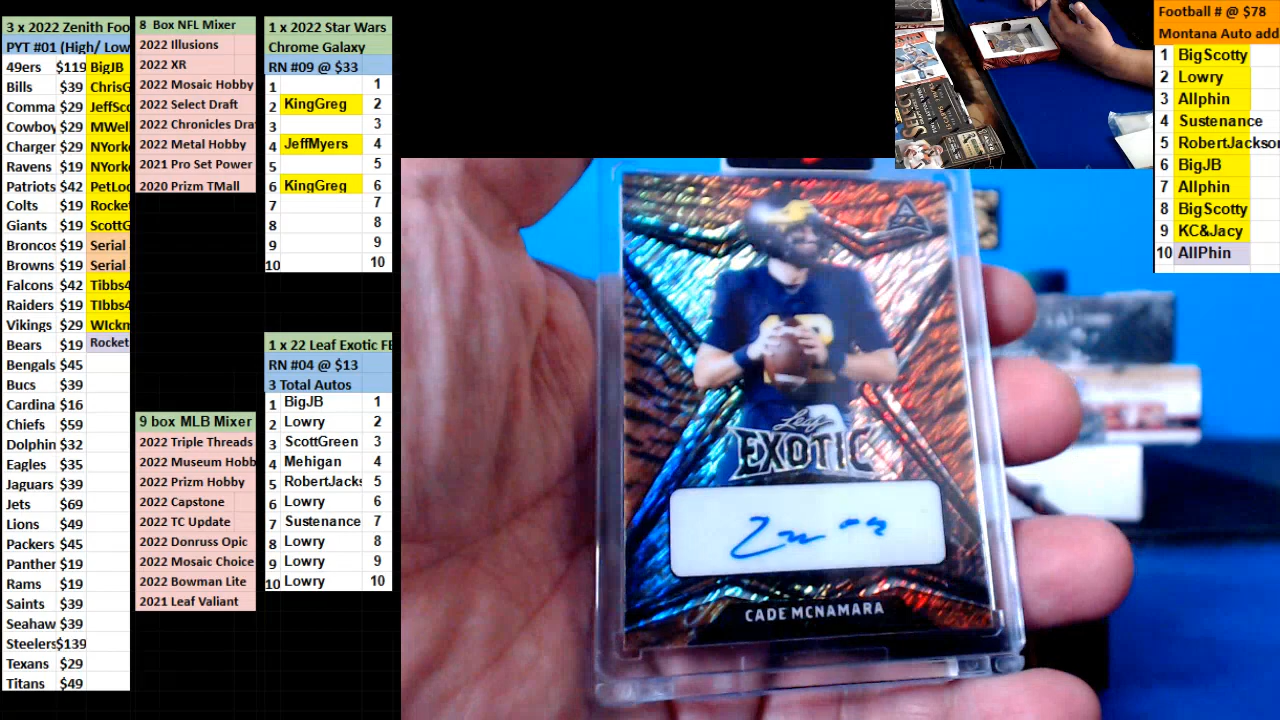 3 x 2022 Zenith Foo
PYT #01 (High/ Low
49ers $119 BigJB
Bills $39 ChrisG
Comma $29 JeffSco
Cowboy $29 MWel
Charger $29 NYork
Ravens $19 NYork
Patriots $42 PetLo
Colts $19 Rocke
Giants $19 ScottG
Broncos $19 Serial
Browns $19 Serial
Falcons $42 Tibbs4
Raiders $19 TIbbs4
Vikings $29 WIckm
Bears $19 Rocket
Bengals $45
Bucs $39
Cardina $16
Chiefs $59
Dolphin $32
Eagles $35
Jaguars $39
Jets $69
Lions $49
Packers $45
Panther $19
Rams $19
Saints $39
Seahaw $39
Steelers $139
Texans $29
Titans $49
8 Box NFL Mixer
2022 Illusions
2022 XR
2022 Mosaic Hobby
2022 Select Draft
2022 Chronicles Dra
2022 Metal Hobby
2021 Pro Set Power
2020 Prizm TMall
9 box MLB Mixer
2022 Triple Threads
2022 Museum Hobb
2022 Prizm Hobby
2022 Capstone
2022 TC Update
2022 Donruss Opic
2022 Mosaic Choice
2022 Bowman Lite
2021 Leaf Valiant
1 x 2022 Star Wars
Chrome Galaxy
RN #09 @ $33
1 1
2 KingGreg 2
3 3
4 JeffMyers 4
5 5
6 KingGreg 6
7 7
8 8
9 9
10 10
1 x 22 Leaf Exotic FB
RN #04 @ $13
3 Total Autos
1 BigJB 1
2 Lowry 2
3 ScottGreen 3
4 Mehigan 4
5 RobertJacks 5
6 Lowry 6
7 Sustenance 7
8 Lowry 8
9 Lowry 9
10 Lowry 10
Leaf
EXOTIC
CADE MCNAMARA
SELECT
Football # @ $78
Montana Auto add
1 BigScotty
2 Lowry
3 Allphin
4 Sustenance
5 RobertJackson
6 BigJB
7 Allphin
8 BigScotty
9 KC&Jacy
10 AllPhin